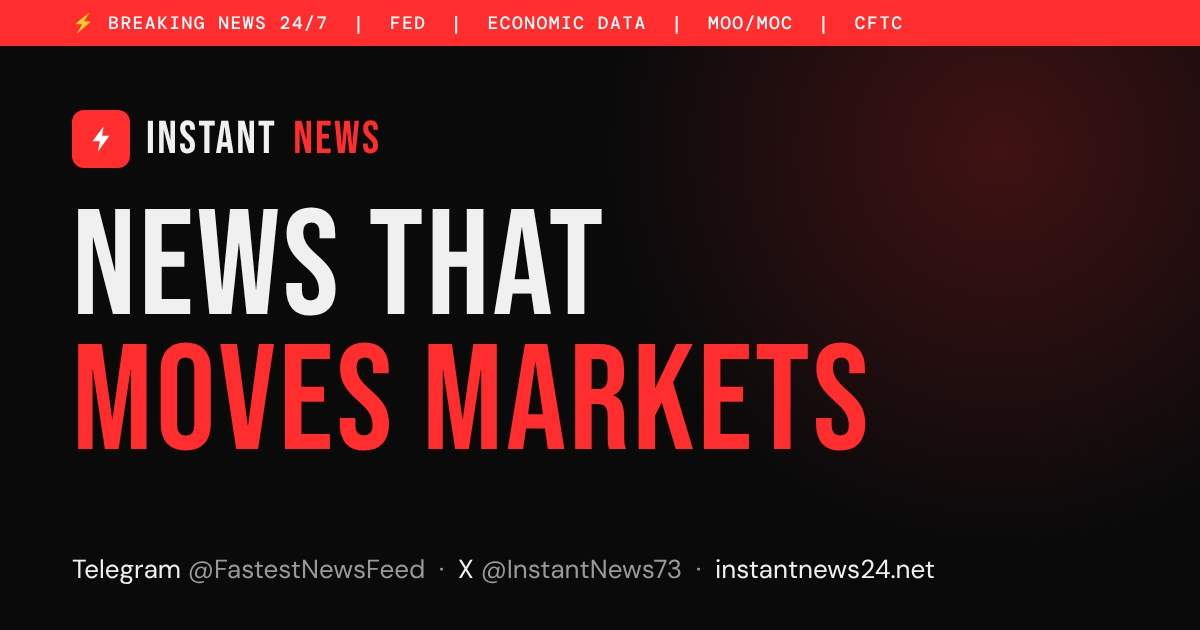 ⚡ BREAKING NEWS 24/7 | FED | ECONOMIC DATA | MOO/MOC | CFTC
INSTANT NEWS
NEWS THAT
MOVES MARKETS
Telegram @FastestNewsFeed · X @InstantNews73 · instantnews24.net